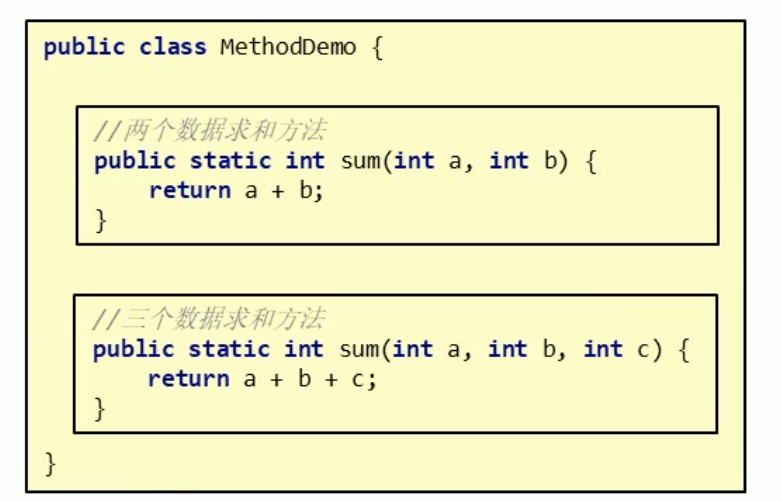 public class MethodDemo {
//两个数据求和方法
public static int sum(int a, int b) {
return a + b;
}
//三个数据求和方法
public static int sum(int a, int b, int c) {
return a + b + c;
}
}